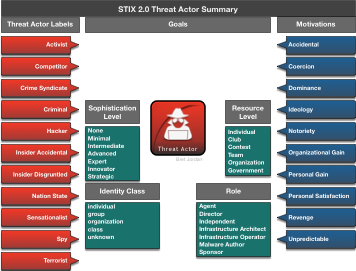 STIX 2.0 Threat Actor Summary
Threat Actor Labels
Goals
Motivations
Activist
Competitor
Crime Syndicate
Criminal
Hacker
Insider Accidental
Insider Disgruntled
Nation State
Sensationalist
Spy
Terrorist
Sophistication
Level
None
Minimal
Intermediate
Advanced
Expert
Innovator
Strategic
Threat Actor
Bret Jordan
Resource
Level
Individual
Club
Contest
Team
Organization
Government
Identity Class
individual
group
organization
class
unknown
Role
Agent
Director
Independent
Infrastructure Architect
Infrastructure Operator
Malware Author
Sponsor
Accidental
Coercion
Dominance
Ideology
Notoriety
Organizational Gain
Personal Gain
Personal Satisfaction
Revenge
Unpredictable